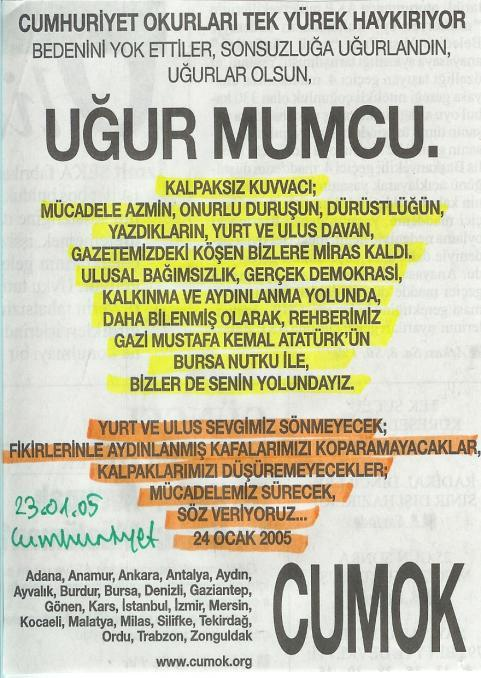 CUMHURİYET OKURLARI TEK YÜREK HAYKIRIYOR
BEDENİNİ YOK ETTİLER, SONSUZLUĞA UĞURLANDIN,
UĞURLAR OLSUN,
UĞUR MUMCU.
KALPAKSIZ KUVVACI;
MÜCADELE AZMİN, ONURLU DURUŞUN, DÜRÜSTLÜĞÜN,
YAZDIKLARIN, YURT VE ULUS DAVAN,
GAZETEMİZDEKİ KÖŞEN BİZLERE MİRAS KALDI.
ULUSAL BAĞIMSIZLIK, GERÇEK DEMOKRASİ,
KALKINMA VE AYDINLANMA YOLUNDA,
DAHA BİLENMİŞ OLARAK, REHBERİMİZ
GAZİ MUSTAFA KEMAL ATATÜRK'ÜN
BURSA NUTKU İLE,
BİZLER DE SENİN YOLUNDAYIZ.
YURT VE ULUS SEVGİMİZ SÖNMEYECEK;
FİKİRLERİNLE AYDINLANMIŞ KAFALARIMIZI KOPARAMAYACAKLAR,
KALPAKLARIMIZI DÜŞÜREMEYECEKLER;
MÜCADELEMİZ SÜRECEK,
SÖZ VERİYORUZ...
24 OCAK 2005
23.01.05
Cumhuriyet
Adana, Anamur, Ankara, Antalya, Aydın,
Ayvalık, Burdur, Bursa, Denizli, Gaziantep,
Gönen, Kars, İstanbul, İzmir, Mersin,
Kocaeli, Malatya, Milas, Silifke, Tekirdağ,
Ordu, Trabzon, Zonguldak
www.cumok.org
CUMOK